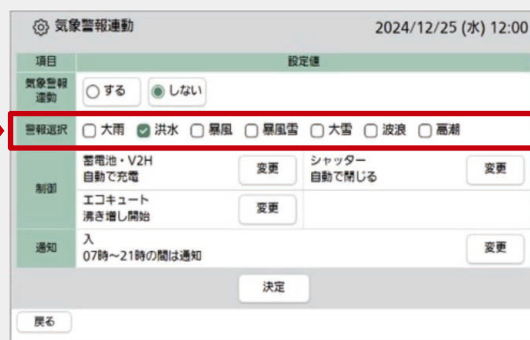 気象警報連動 2024/12/25 (水) 12:00
項目 設定値
気象警報
連動 する しない
警報選択 大雨 洪水 暴風 暴風雪 大雪 波浪 高潮
制御 蓄電池・V2H
自動で充電 変更 シャッター
自動で閉じる 変更
エコキュート
沸き増し開始 変更
通知 入
07時〜21時の間は通知 変更
決定
戻る